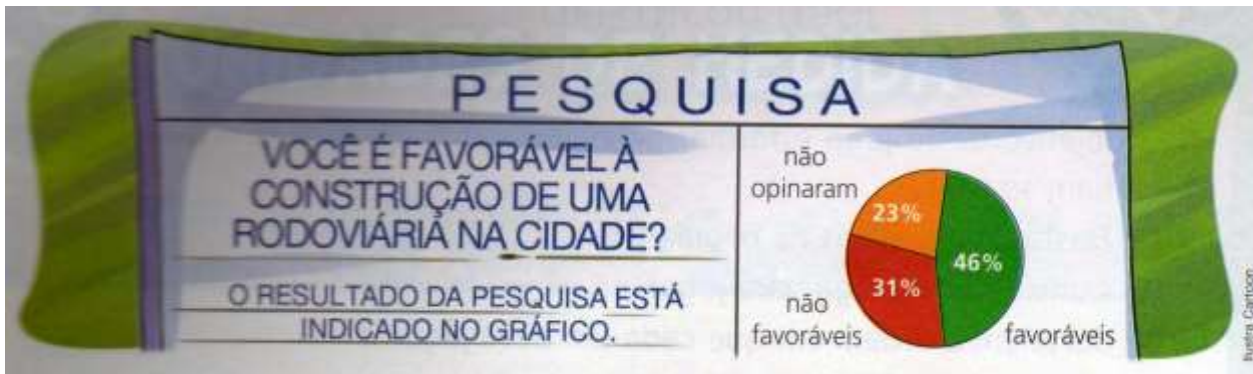 PESQUISA
VOCÊ É FAVORÁVEL À
CONSTRUÇÃO DE UMA
RODOVIÁRIA NA CIDADE?
O RESULTADO DA PESQUISA ESTÁ
INDICADO NO GRÁFICO.
não
opinaram
23%
46%
31%
não
favoráveis
favoráveis